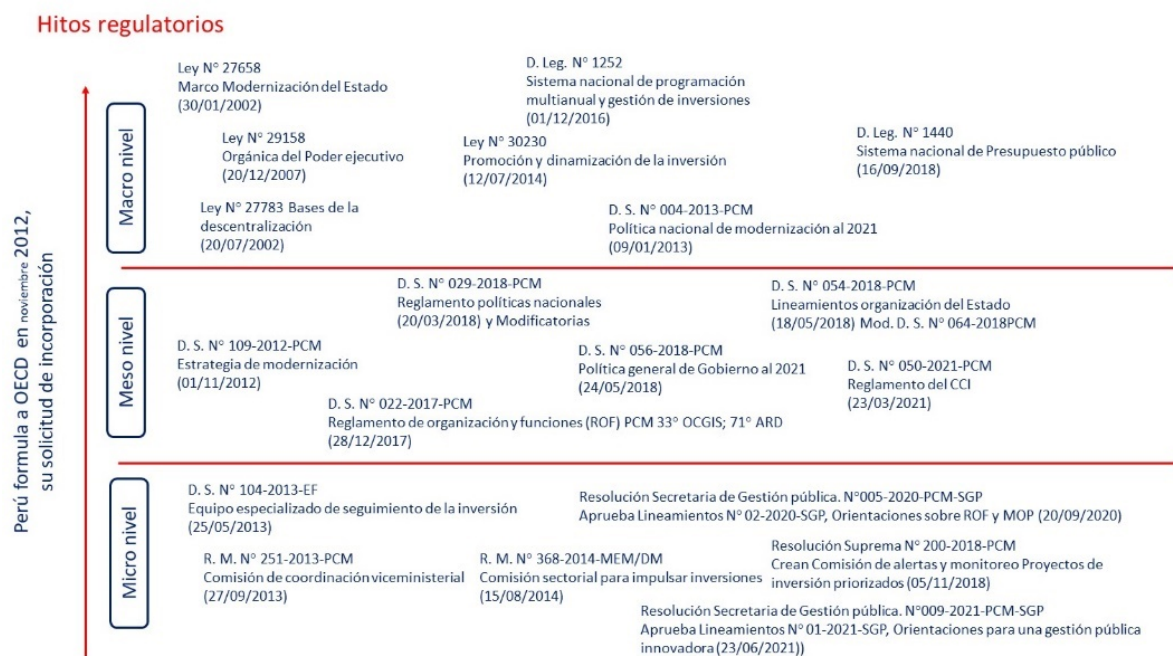 Hitos regulatorios
Perú formula a OECD en noviembre 2012,
su solicitud de incorporación
Macro nivel
Ley N° 27658
Marco Modernización del Estado
(30/01/2002)
D. Leg. N° 1252
Sistema nacional de programación
multianual y gestión de inversiones
(01/12/2016)
Ley N° 29158
Orgánica del Poder ejecutivo
(20/12/2007)
Ley N° 30230
Promoción y dinamización de la inversión
(12/07/2014)
D. Leg. N° 1440
Sistema nacional de Presupuesto público
(16/09/2018)
Ley N° 27783 Bases de la
descentralización
(20/07/2002)
D. S. N° 004-2013-PCM
Política nacional de modernización al 2021
(09/01/2013)
Meso nivel
D. S. N° 029-2018-PCM
Reglamento políticas nacionales
(20/03/2018) y Modificatorias
D. S. N° 054-2018-PCM
Lineamientos organización del Estado
(18/05/2018) Mod. D. S. N° 064-2018PCM
D. S. N° 109-2012-PCM
Estrategia de modernización
(01/11/2012)
D. S. N° 056-2018-PCM
Política general de Gobierno al 2021
(24/05/2018)
D. S. N° 050-2021-PCM
Reglamento del CCI
(23/03/2021)
D. S. N° 022-2017-PCM
Reglamento de organización y funciones (ROF) PCM 33° OCGIS; 71° ARD
(28/12/2017)
Micro nivel
D. S. N° 104-2013-EF
Equipo especializado de seguimiento de la inversión
(25/05/2013)
Resolución Secretaria de Gestión pública. N°005-2020-PCM-SGP
Aprueba Lineamientos N° 02-2020-SGP, Orientaciones sobre ROF y MOP (20/09/2020)
R. M. N° 251-2013-PCM
Comisión de coordinación viceministerial
(27/09/2013)
R. M. N° 368-2014-MEM/DM
Comisión sectorial para impulsar inversiones
(15/08/2014)
Resolución Suprema N° 200-2018-PCM
Crean Comisión de alertas y monitoreo Proyectos de
inversión priorizados (05/11/2018)
Resolución Secretaria de Gestión pública. N°009-2021-PCM-SGP
Aprueba Lineamientos N° 01-2021-SGP, Orientaciones para una gestión pública
innovadora (23/06/2021))